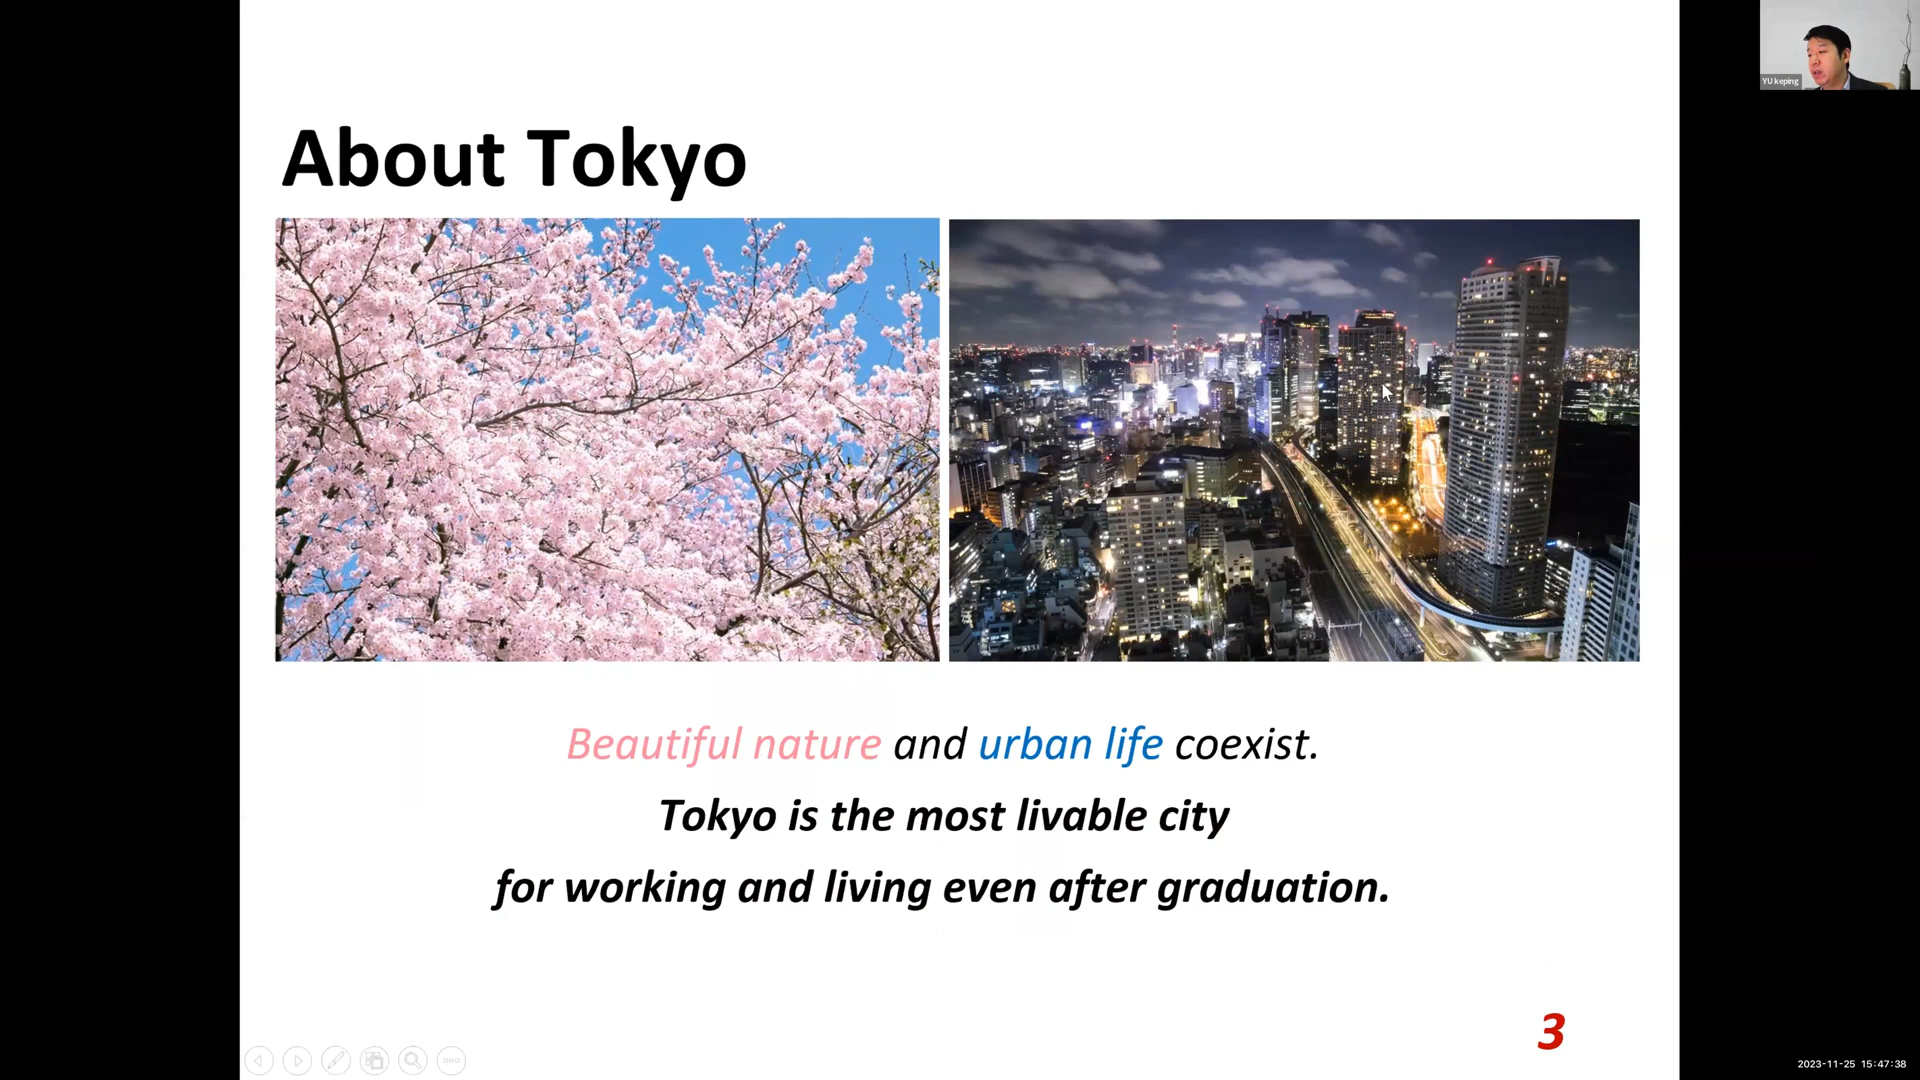 YU keping
About Tokyo
Beautiful nature and urban life coexist.
Tokyo is the most livable city
for working and living even after graduation.
3
2023-11-25 15:47:38